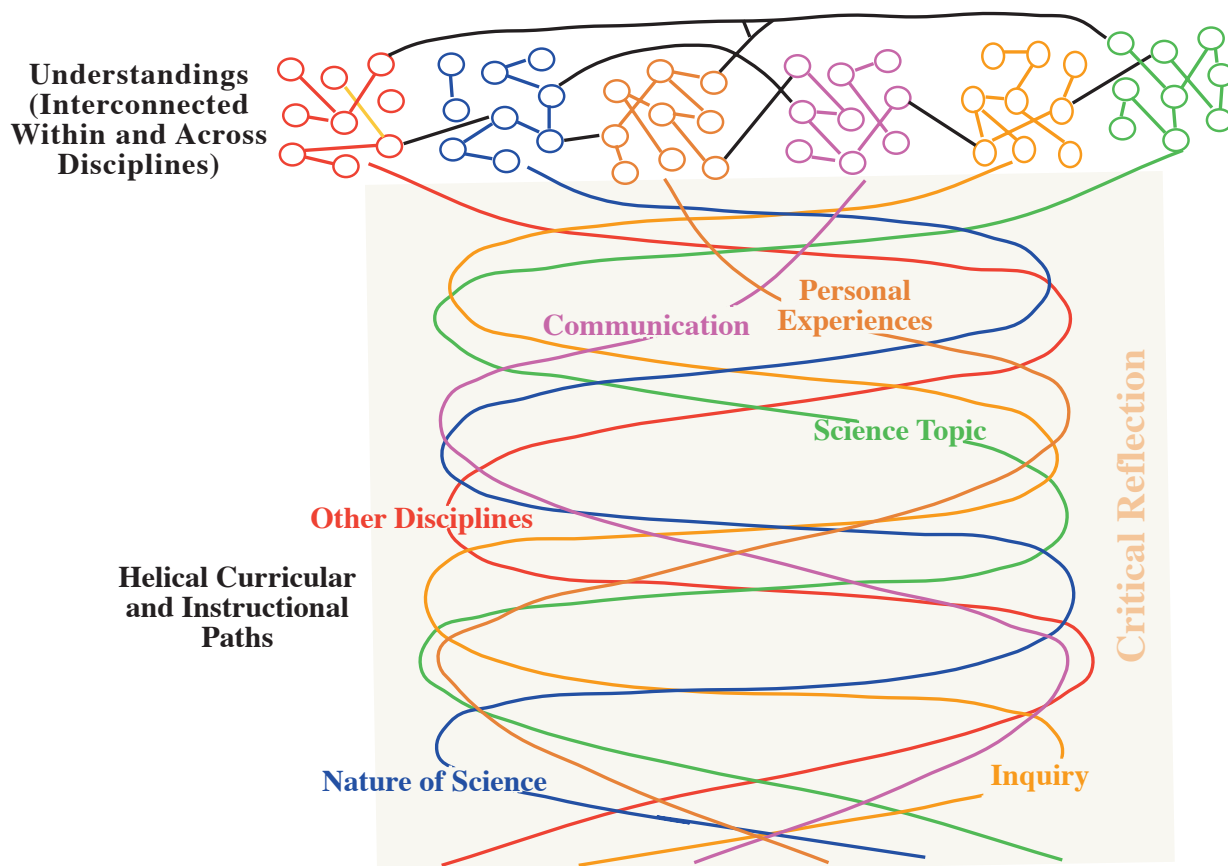 Understandings
(Interconnected
Within and Across
Disciplines)
Personal
Experiences
Communication
Science Topic
Critical Reflection
Other Disciplines
Helical Curricular
and Instructional
Paths
Nature of Science
Inquiry